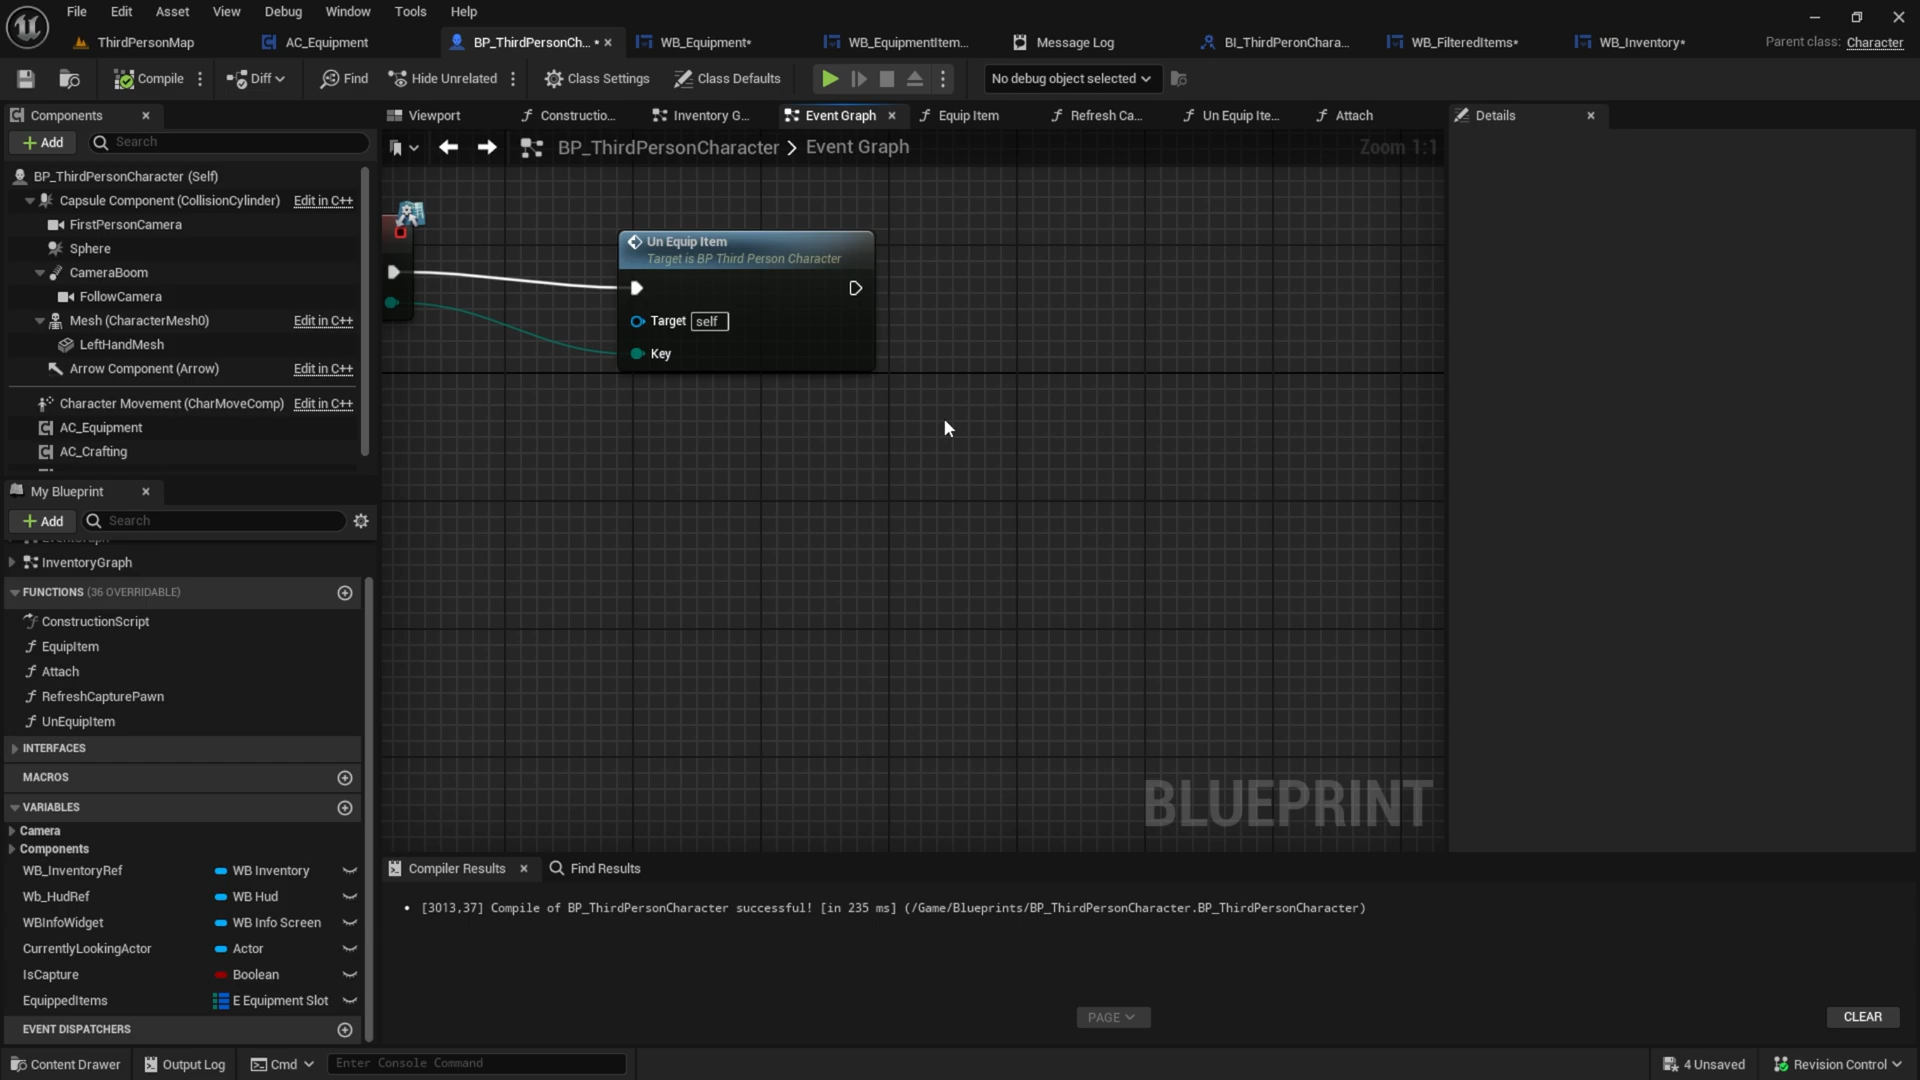 File Edit Asset View Debug Window Tools Help
ThirdPersonMap AC_Equipment BP_ThirdPersonCh... • WB_Equipment* WB_EquipmentItem... Message Log BI_ThirdPeronChara... WB_FilteredItems* WB_Inventory* Parent class: Character
Compile Diff Find Hide Unrelated Class Settings Class Defaults No debug object selected
Components
Add Search
BP_ThirdPersonCharacter (Self)
Capsule Component (CollisionCylinder) Edit in C++
FirstPersonCamera
Sphere
CameraBoom
FollowCamera
Mesh (CharacterMesh0) Edit in C++
LeftHandMesh
Arrow Component (Arrow) Edit in C++
Character Movement (CharMoveComp) Edit in C++
AC_Equipment
AC_Crafting
My Blueprint
Add Search
EventGraph
InventoryGraph
FUNCTIONS (36 OVERRIDABLE)
ConstructionScript
EquipItem
Attach
RefreshCapturePawn
UnEquipItem
INTERFACES
MACROS
VARIABLES
Camera
Components
WB_InventoryRef WB Inventory
Wb_HudRef WB Hud
WBInfoWidget WB Info Screen
CurrentlyLookingActor Actor
IsCapture Boolean
EquippedItems E Equipment Slot
EVENT DISPATCHERS
Viewport Constructio... Inventory G... Event Graph Equip Item Refresh Ca... Un Equip Ite... Attach
BP_ThirdPersonCharacter > Event Graph Zoom 1:1
Un Equip Item
Target is BP Third Person Character
Target self
Key
BLUEPRINT
Details
Compiler Results Find Results
• [3013,37] Compile of BP_ThirdPersonCharacter successful! [in 235 ms] (/Game/Blueprints/BP_ThirdPersonCharacter.BP_ThirdPersonCharacter)
PAGE CLEAR
Content Drawer Output Log Cmd Enter Console Command 4 Unsaved Revision Control